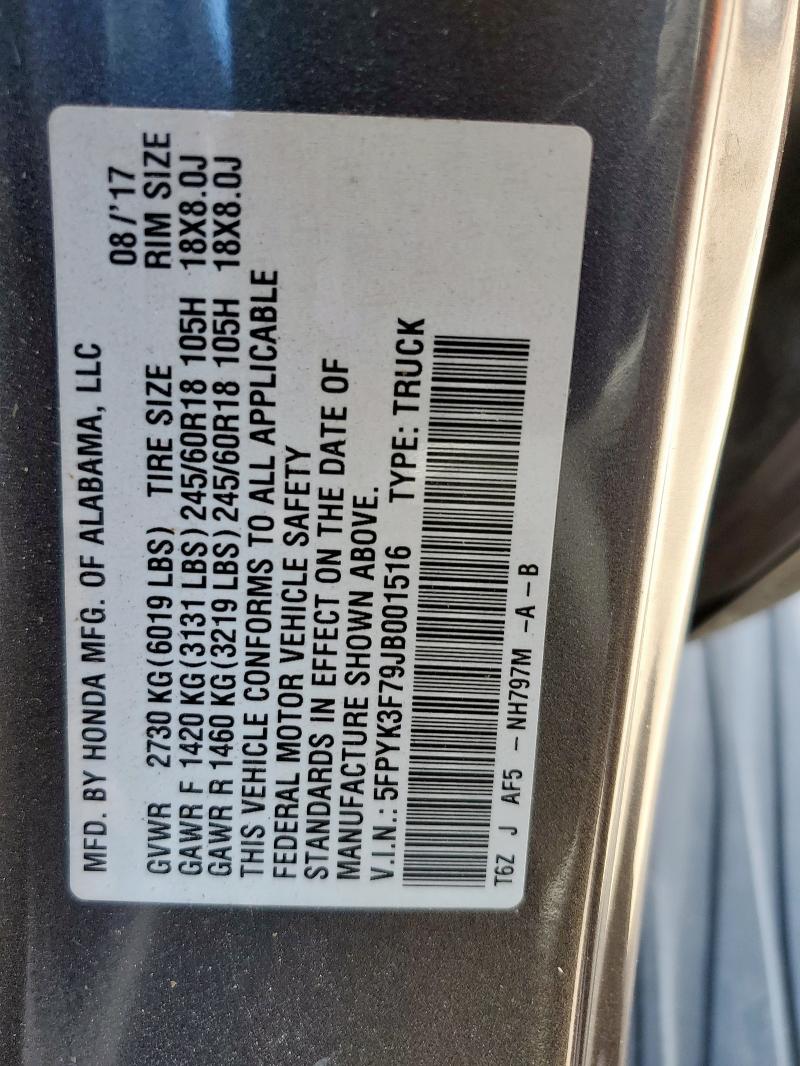 MFD. BY HONDA MFG. OF ALABAMA, LLC
08/'17
GVWR 2730 KG(6019 LBS) TIRE SIZE RIM SIZE
GAWR F 1420 KG(3131 LBS) 245/60R18 105H 18X8.0J
GAWR R 1460 KG(3219 LBS) 245/60R18 105H 18X8.0J
THIS VEHICLE CONFORMS TO ALL APPLICABLE
FEDERAL MOTOR VEHICLE SAFETY
STANDARDS IN EFFECT ON THE DATE OF
MANUFACTURE SHOWN ABOVE.
V.I.N.: 5FPYK3F79JB001516 TYPE: TRUCK
T6Z J AF5 - NH797M -A-B